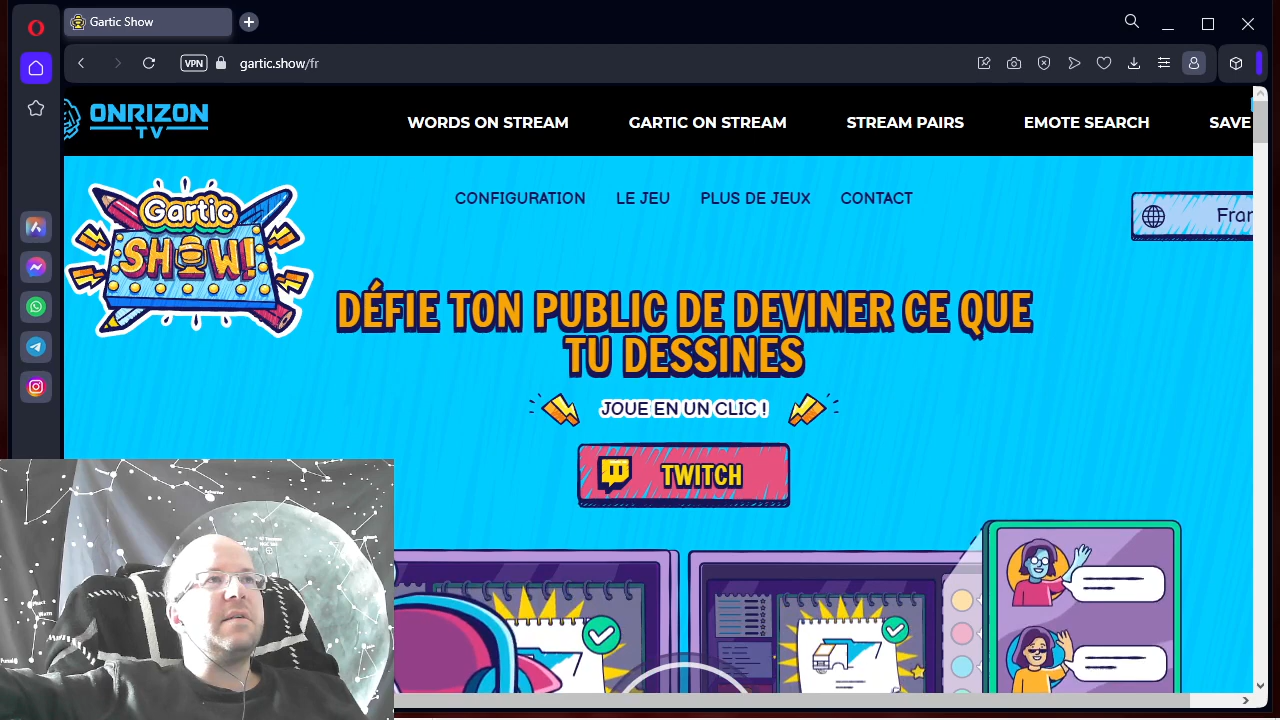 Gartic Show
VPN
gartic.show/fr
ONRIZON
TV
WORDS ON STREAM
GARTIC ON STREAM
STREAM PAIRS
EMOTE SEARCH
SAVE
Gartic
SHOW!
CONFIGURATION
LE JEU
PLUS DE JEUX
CONTACT
Fran
DÉFIE TON PUBLIC DE DEVINER CE QUE
TU DESSINES
JOUE EN UN CLIC !
TWITCH